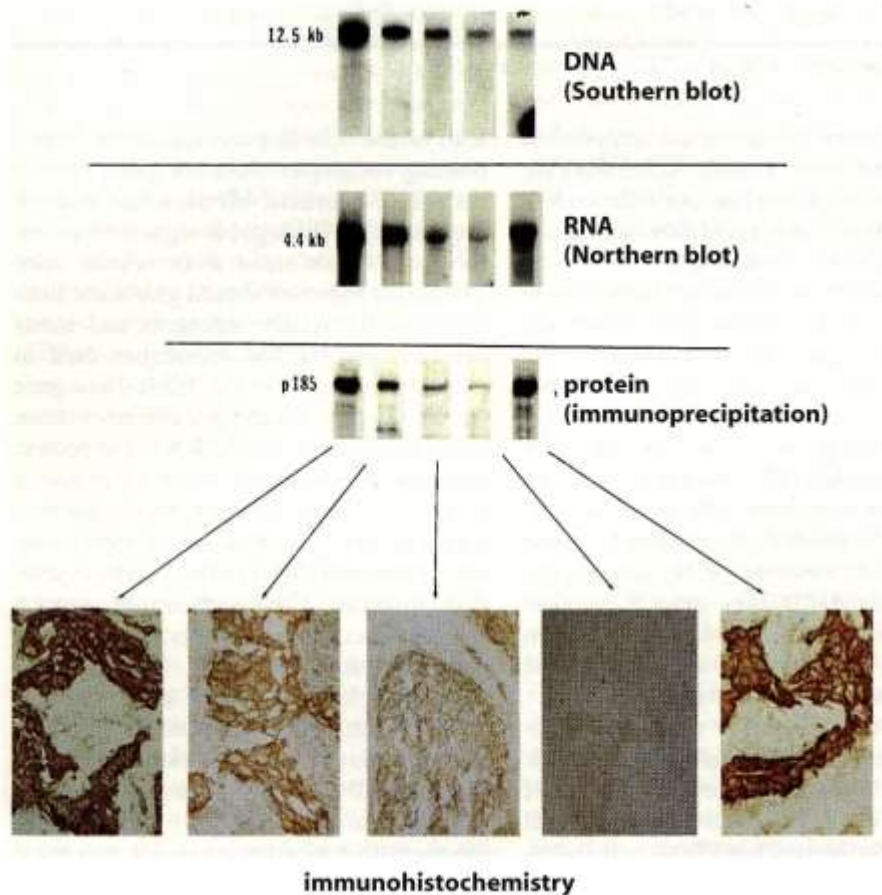 12.5 kb
DNA
(Southern blot)
4.4 kb
RNA
(Northern blot)
p185
protein
(immunoprecipitation)
immunohistochemistry